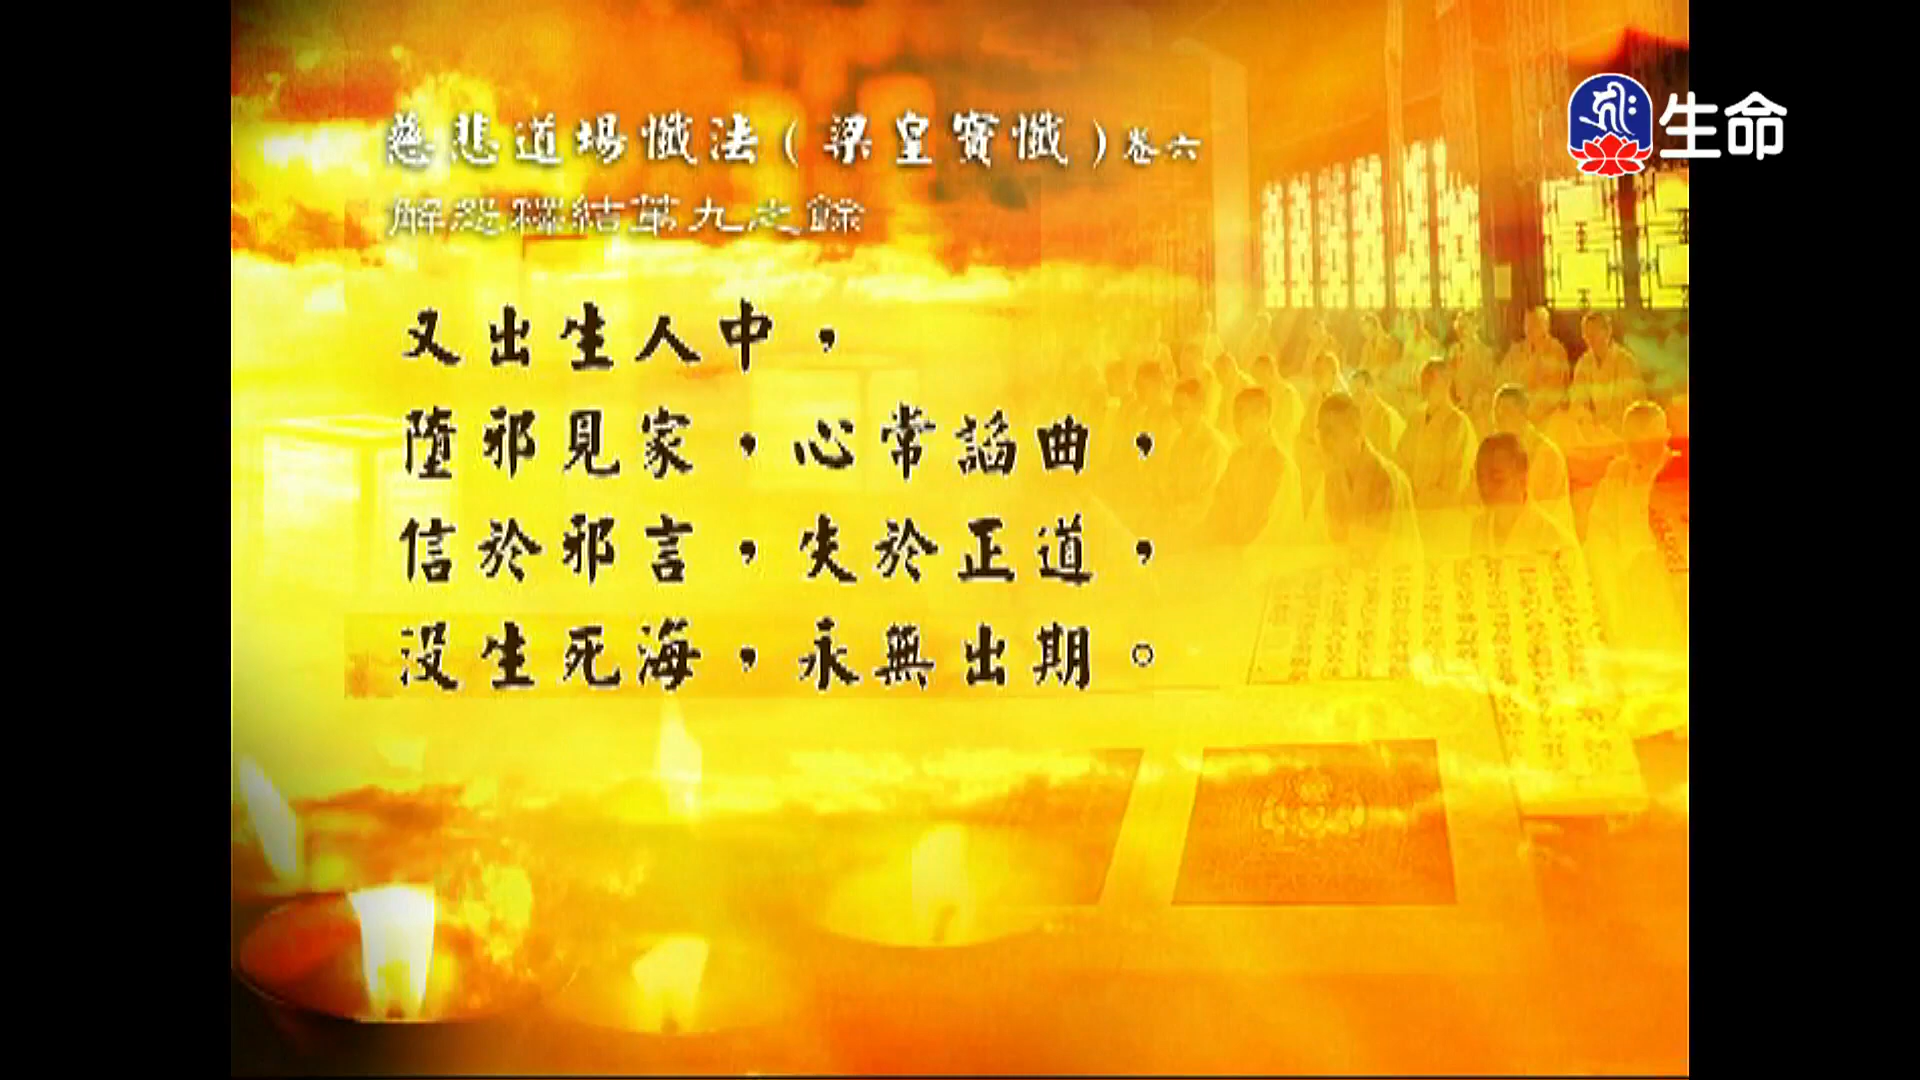 慈悲道場懺法(梁皇寶懺)卷六
生命
解冤釋結第九之餘
又出生人中，
墮邪見家，心常諂曲，
信於邪言，失於正道，
沒生死海，永無出期。